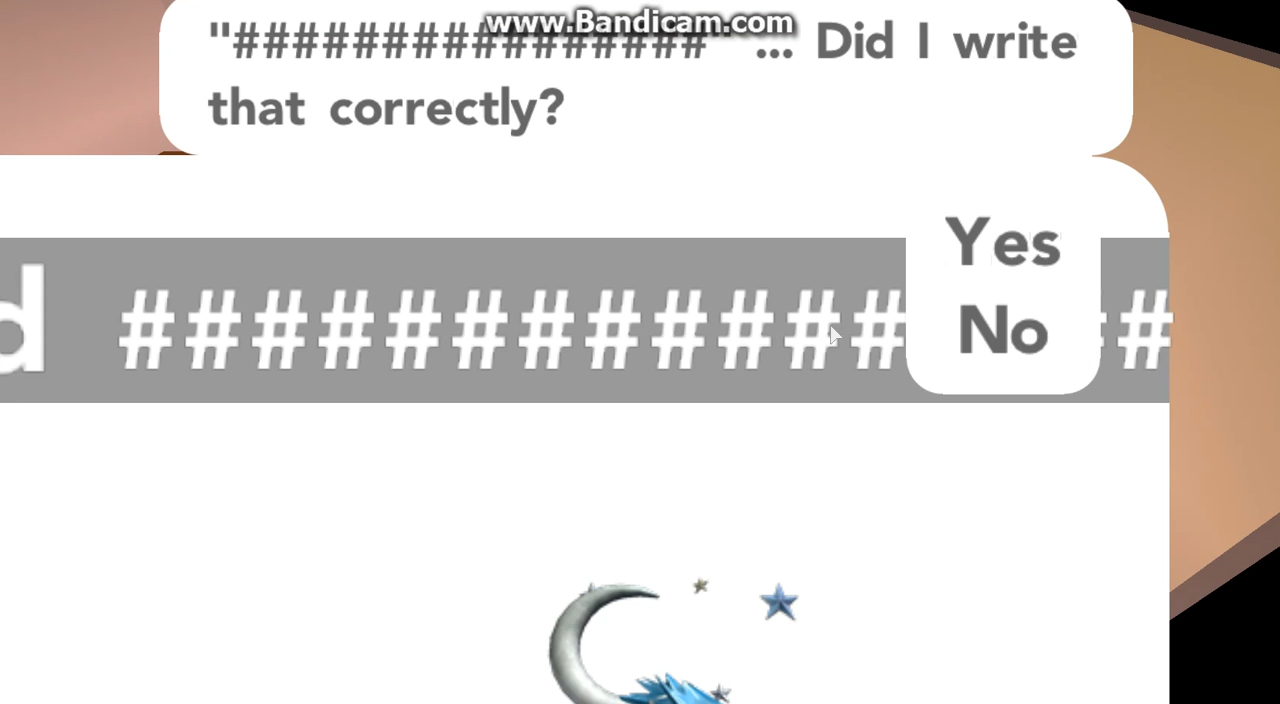 www.Bandicam.com
"################" ... Did I write
that correctly?
Yes
d ############ #
No